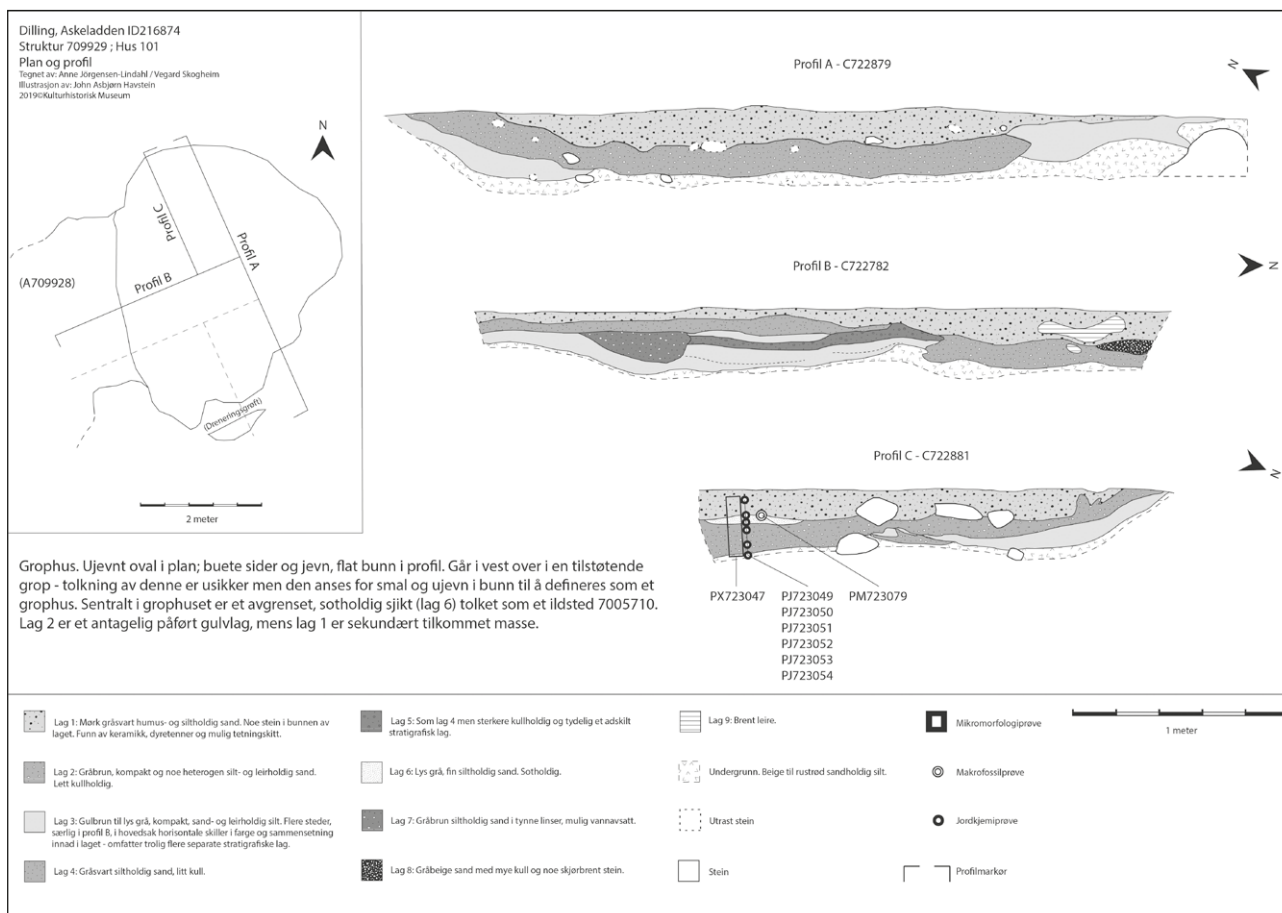 Dilling, Askeladden ID216874
Struktur 709929 ; Hus 101
Plan og profil
Tegnet av: Anne Jörgensen-Lindahl / Vegard Skogheim
Illustrasjon av: John Asbjørn Havstein
2019©Kulturhistorisk Museum
N
Profil C
Profil A
Profil B
(A709928)
(Dreneringsgrøft)
2 meter
Profil A - C722879
N
Profil B - C722782
N
Profil C - C722881
N
PX723047
PJ723049
PJ723050
PJ723051
PJ723052
PJ723053
PJ723054
PM723079
Grophus. Ujevnt oval i plan; buete sider og jevn, flat bunn i profil. Går i vest over i en tilstøtende
grop - tolkning av denne er usikker men den anses for smal og ujevn i bunn til å defineres som et
grophus. Sentralt i grophuset er et avgrenset, sotholdig sjikt (lag 6) tolket som et ildsted 7005710.
Lag 2 er et antagelig påført gulvlag, mens lag 1 er sekundært tilkommet masse.
Lag 1: Mørk gråsvart humus- og siltholdig sand. Noe stein i bunnen av
laget. Funn av keramikk, dyretenner og mulig tetningskitt.
Lag 2: Gråbrun, kompakt og noe heterogen silt- og leirholdig sand.
Lett kullholdig.
Lag 3: Gulbrun til lys grå, kompakt, sand- og leirholdig silt. Flere steder,
særlig i profil B, i hovedsak horisontale skiller i farge og sammensetning
innad i laget - omfatter trolig flere separate stratigrafiske lag.
Lag 4: Gråsvart siltholdig sand, litt kull.
Lag 5: Som lag 4 men sterkere kullholdig og tydelig et adskilt
stratigrafisk lag.
Lag 6: Lys grå, fin siltholdig sand. Sotholdig.
Lag 7: Gråbrun siltholdig sand i tynne linser, mulig vannavsatt.
Lag 8: Gråbeige sand med mye kull og noe skjørbrent stein.
Lag 9: Brent leire.
Undergrunn. Beige til rustrød sandholdig silt.
Utrast stein
Stein
Mikromorfologiprøve
Makrofossilprøve
Jordkjemiprøve
Profilmarkør
1 meter